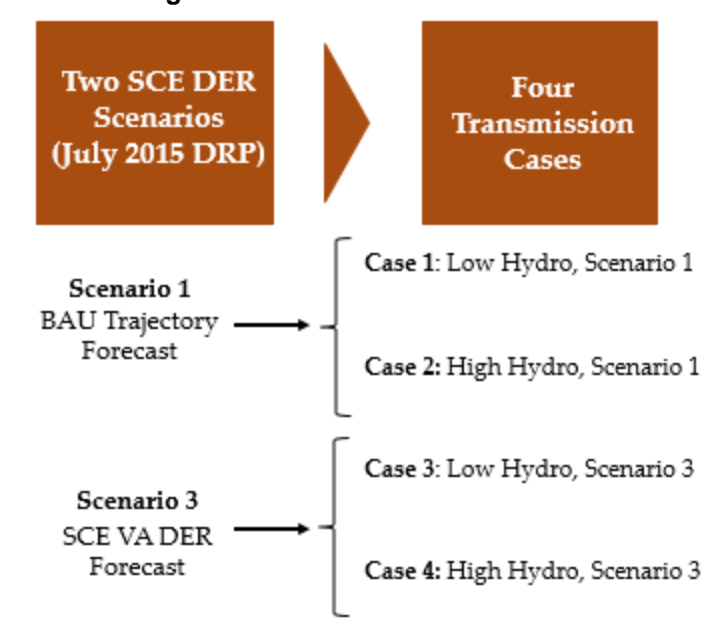 Two SCE DER
Scenarios
(July 2015 DRP)
Four
Transmission
Cases
Scenario 1
BAU Trajectory
Forecast
Case 1: Low Hydro, Scenario 1
Case 2: High Hydro, Scenario 1
Scenario 3
SCE VA DER
Forecast
Case 3: Low Hydro, Scenario 3
Case 4: High Hydro, Scenario 3